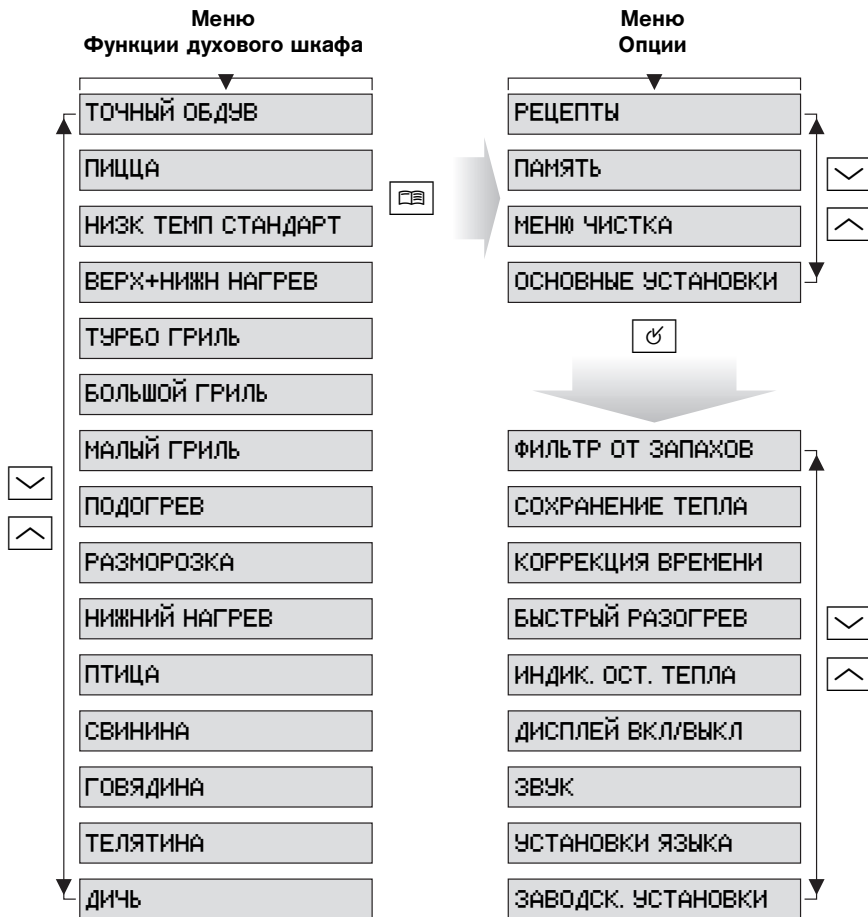 Меню
Функции духового шкафа
ТОЧНЫЙ ОБДУВ
ПИЦЦА
НИЗК ТЕМП СТАНДАРТ
ВЕРХ+НИЖН НАГРЕВ
ТУРБО ГРИЛЬ
БОЛЬШОЙ ГРИЛЬ
МАЛЫЙ ГРИЛЬ
ПОДОГРЕВ
РАЗМОРОЗКА
НИЖНИЙ НАГРЕВ
ПТИЦА
СВИНИНА
ГОВЯДИНА
ТЕЛЯТИНА
ДИЧЬ
Меню
Опции
РЕЦЕПТЫ
ПАМЯТЬ
МЕНЮ ЧИСТКА
ОСНОВНЫЕ УСТАНОВКИ
ФИЛЬТР ОТ ЗАПАХОВ
СОХРАНЕНИЕ ТЕПЛА
КОРРЕКЦИЯ ВРЕМЕНИ
БЫСТРЫЙ РАЗОГРЕВ
ИНДИК. ОСТ. ТЕПЛА
ДИСПЛЕЙ ВКЛ/ВЫКЛ
ЗВУК
УСТАНОВКИ ЯЗЫКА
ЗАВОДСК. УСТАНОВКИ